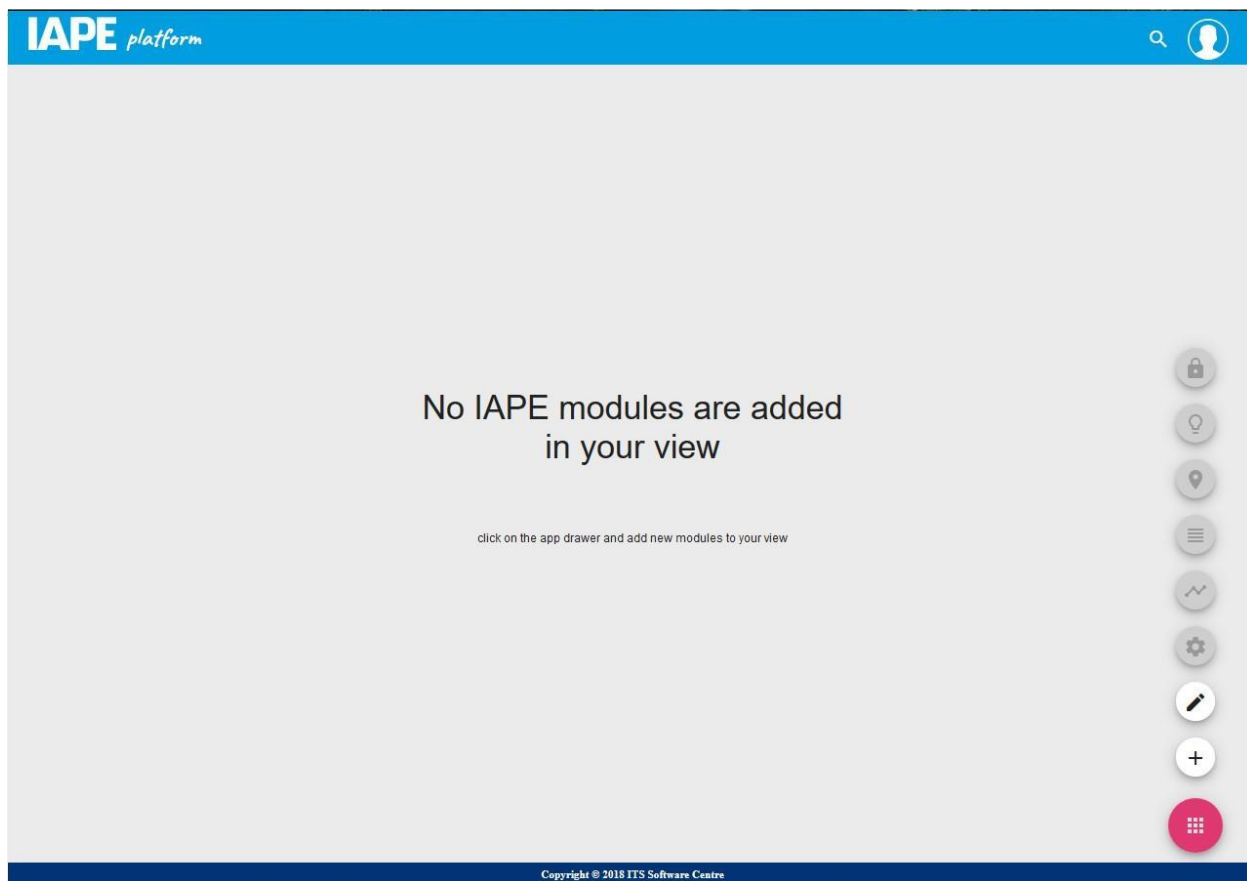 IAPE platform
No IAPE modules are added
in your view
click on the app drawer and add new modules to your view
Copyright © 2018 ITS Software Centre